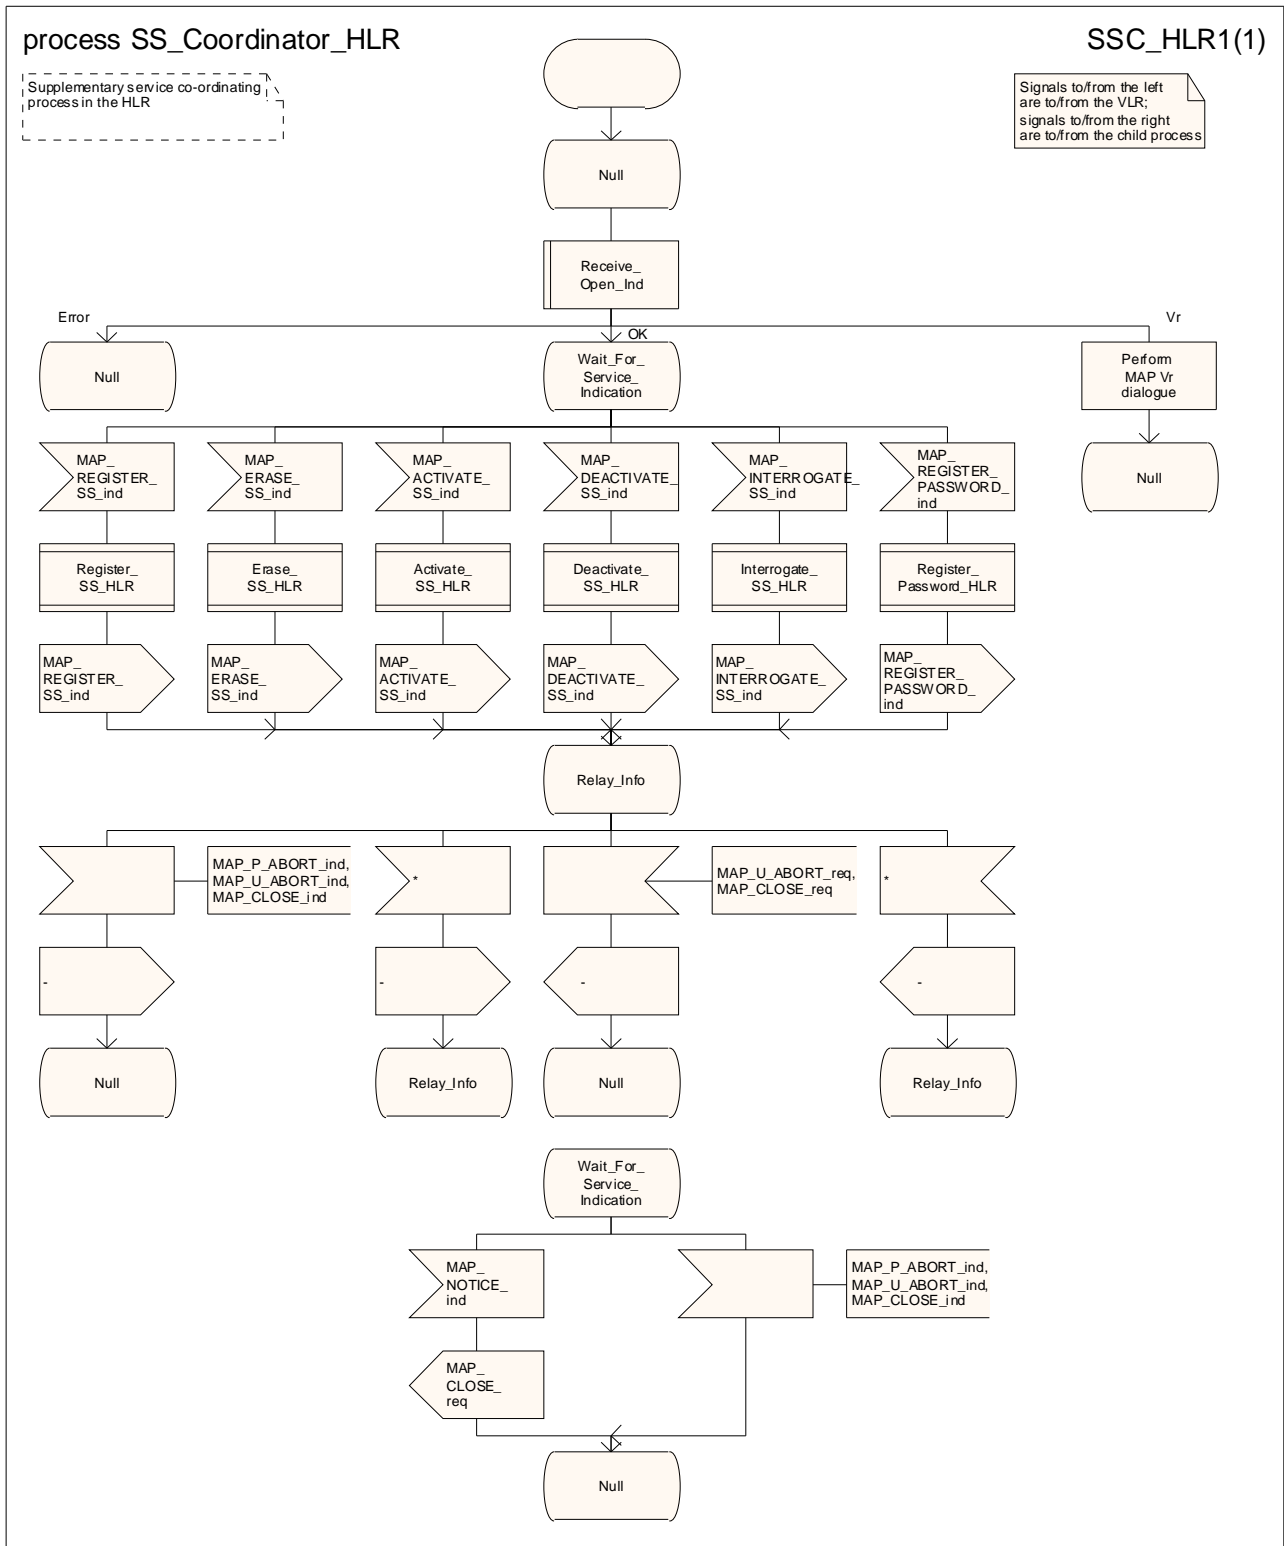 process SS_Coordinator_HLR
SSC_HLR1(1)
Supplementary service co-ordinating
process in the HLR
Signals to/from the left
are to/from the VLR;
signals to/from the right
are to/from the child process
Null
Receive_
Open_Ind
Error
OK
Vr
Null
Wait_For_
Service_
Indication
Perform
MAP Vr
dialogue
MAP_
REGISTER_
SS_ind
MAP_
ERASE_
SS_ind
MAP_
ACTIVATE_
SS_ind
MAP_
DEACTIVATE_
SS_ind
MAP_
INTERROGATE_
SS_ind
MAP_
REGISTER_
PASSWORD_
ind
Null
Register_
SS_HLR
Erase_
SS_HLR
Activate_
SS_HLR
Deactivate_
SS_HLR
Interrogate_
SS_HLR
Register_
Password_HLR
MAP_
REGISTER_
SS_ind
MAP_
ERASE_
SS_ind
MAP_
ACTIVATE_
SS_ind
MAP_
DEACTIVATE_
SS_ind
MAP_
INTERROGATE_
SS_ind
MAP_
REGISTER_
PASSWORD_
ind
Relay_Info
MAP_P_ABORT_ind,
MAP_U_ABORT_ind,
MAP_CLOSE_ind
*
MAP_U_ABORT_req,
MAP_CLOSE_req
*
-
-
-
-
Null
Relay_Info
Null
Relay_Info
Wait_For_
Service_
Indication
MAP_
NOTICE_
ind
MAP_P_ABORT_ind,
MAP_U_ABORT_ind,
MAP_CLOSE_ind
MAP_
CLOSE_
req
Null